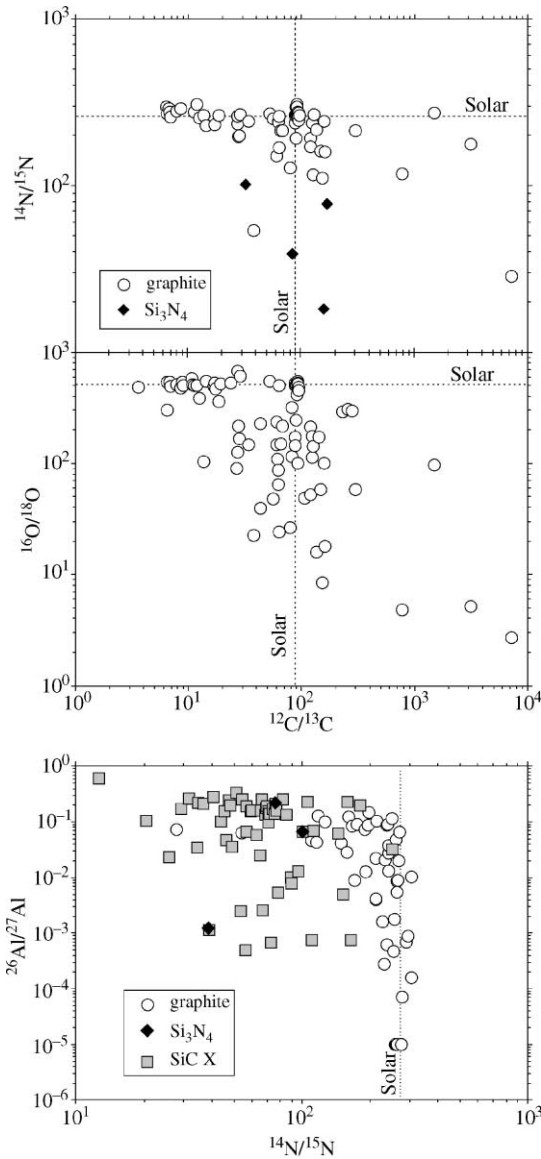 10³
Solar
¹⁴N/¹⁵N
10²
graphite
Si₃N₄
Solar
10³
Solar
¹⁶O/¹⁸O
10²
10¹
Solar
10⁰
10⁰ 10¹ 10² 10³ 10⁴
¹²C/¹³C
10⁰
10⁻¹
10⁻²
²⁶Al/²⁷Al
10⁻³
10⁻⁴
graphite
Si₃N₄
SiC X
Solar
10⁻⁵
10⁻⁶
10¹ 10² 10³
¹⁴N/¹⁵N